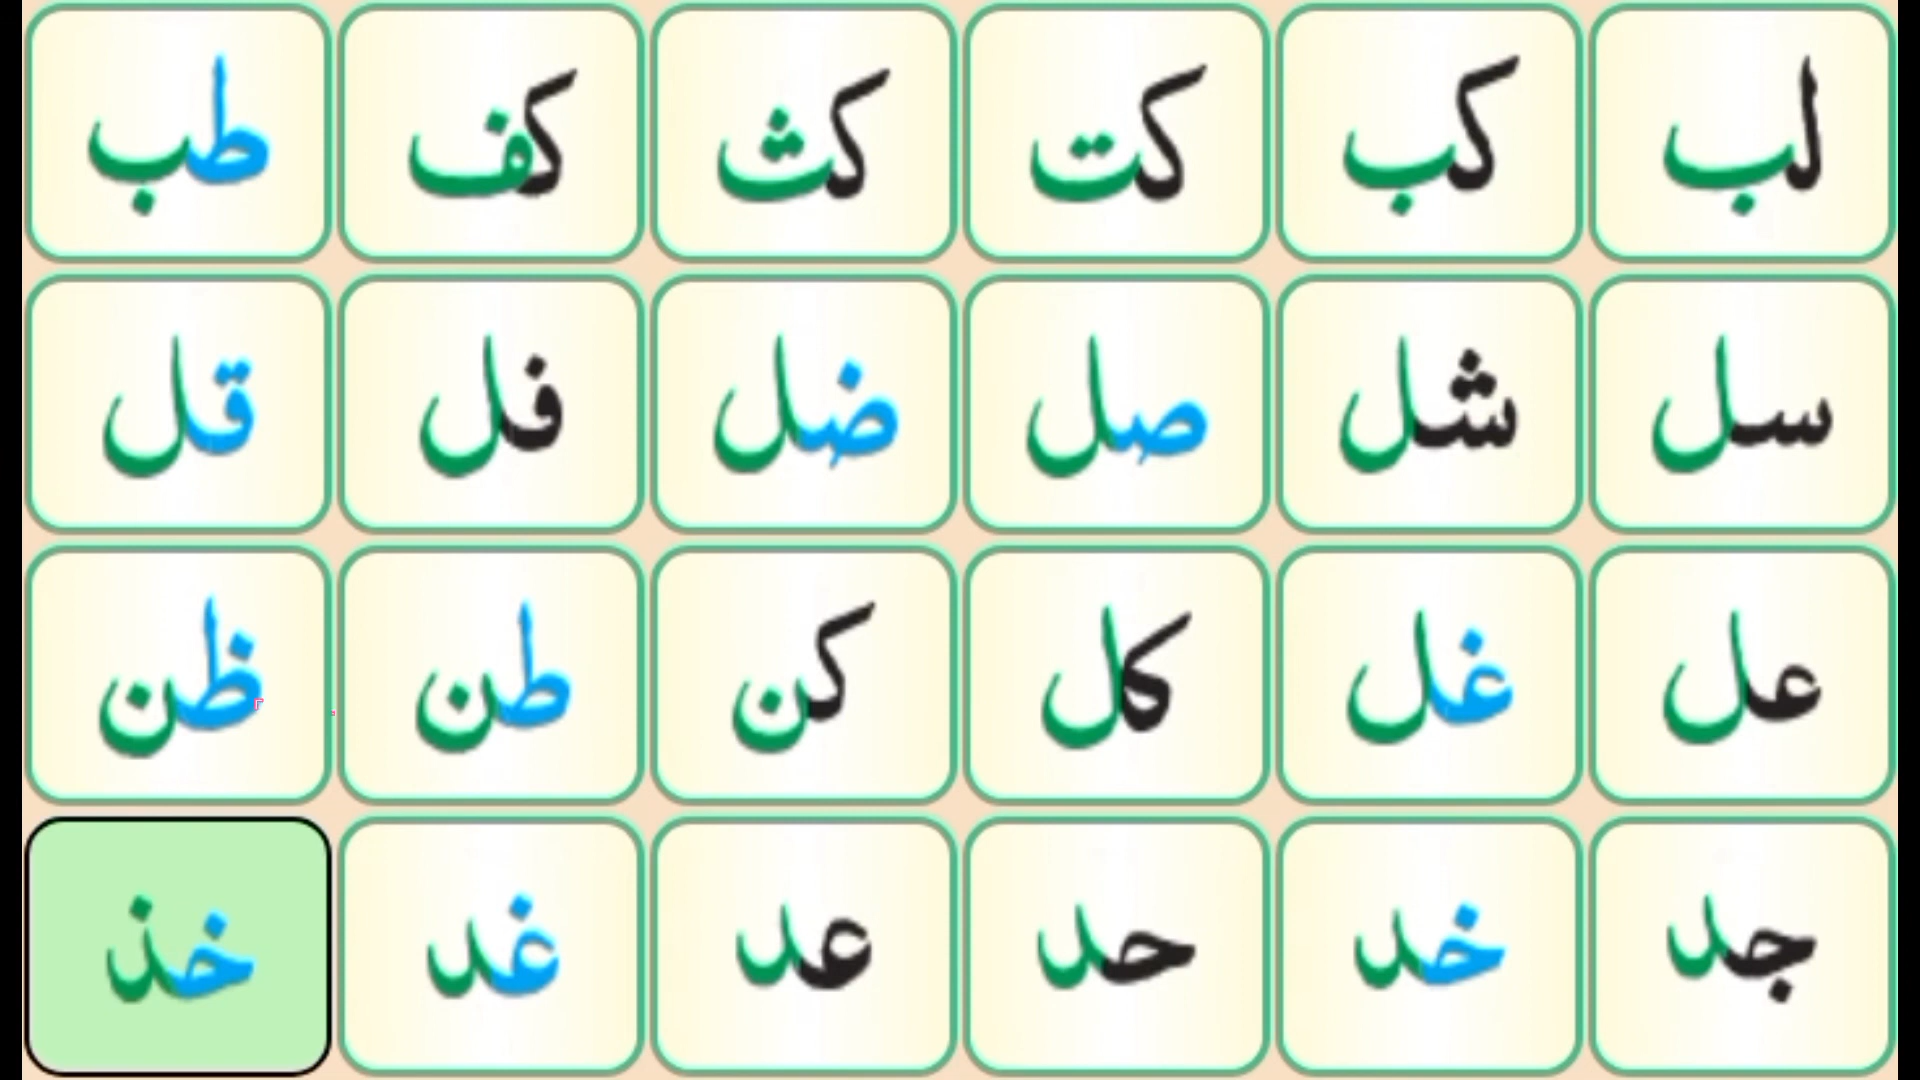 لب كب كت كث كف طب
سل شل صل ضل فل قل
عل غل كل كن طن ظن
جد خد حد عد غد خذ